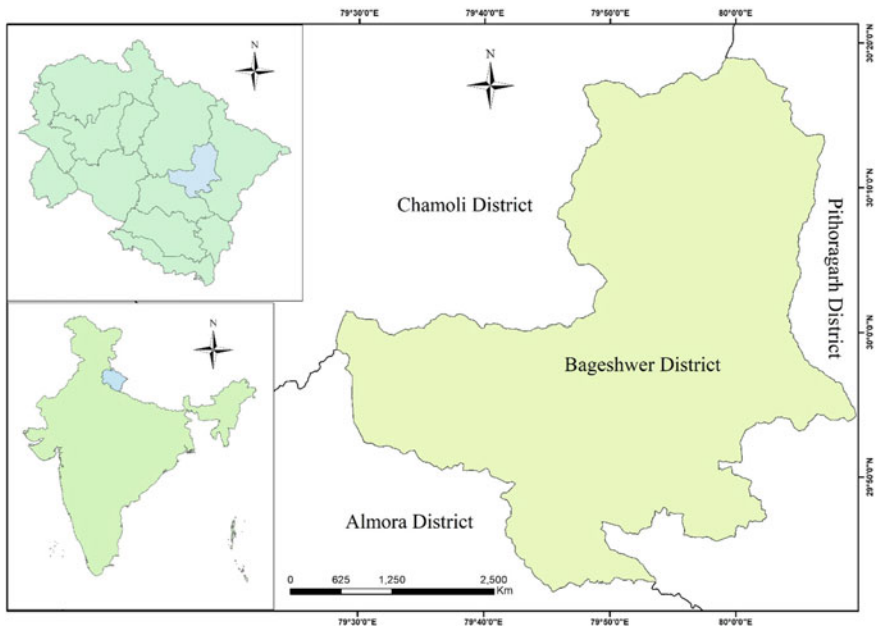 79°30'0"E 79°40'0"E 79°50'0"E 80°0'0"E
N
N
N
Chamoli District
Pithoragarh District
Bageshwer District
Almora District
30°20'0"N
30°10'0"N
30°0'0"N
29°50'0"N
0 625 1,250 2,500
Km
79°30'0"E 79°40'0"E 79°50'0"E 80°0'0"E